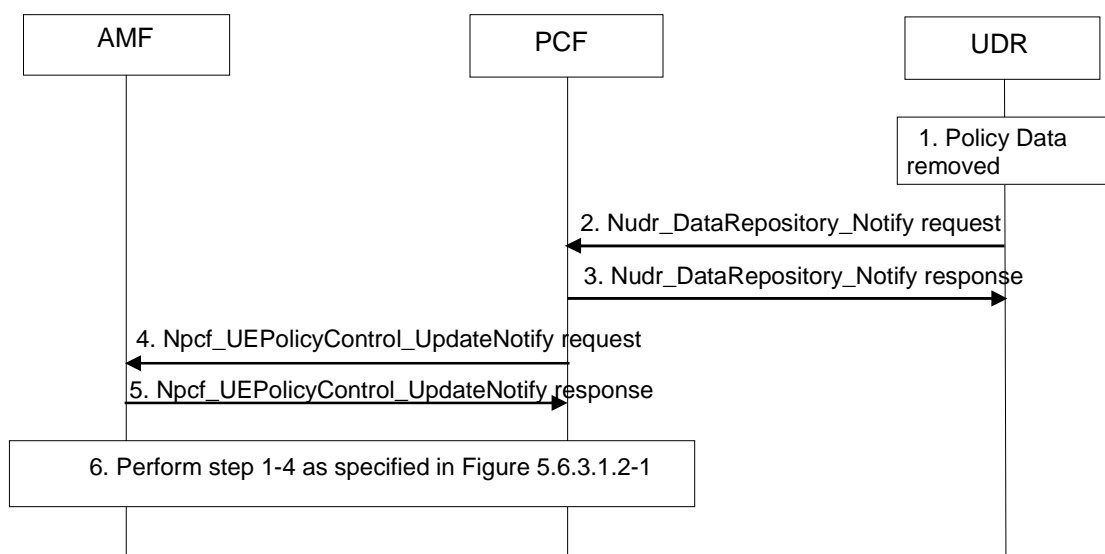 AMF
PCF
UDR
1. Policy Data
removed
2. Nudr_DataRepository_Notify request
3. Nudr_DataRepository_Notify response
4. Npcf_UEPolicyControl_UpdateNotify request
5. Npcf_UEPolicyControl_UpdateNotify response
6. Perform step 1-4 as specified in Figure 5.6.3.1.2-1